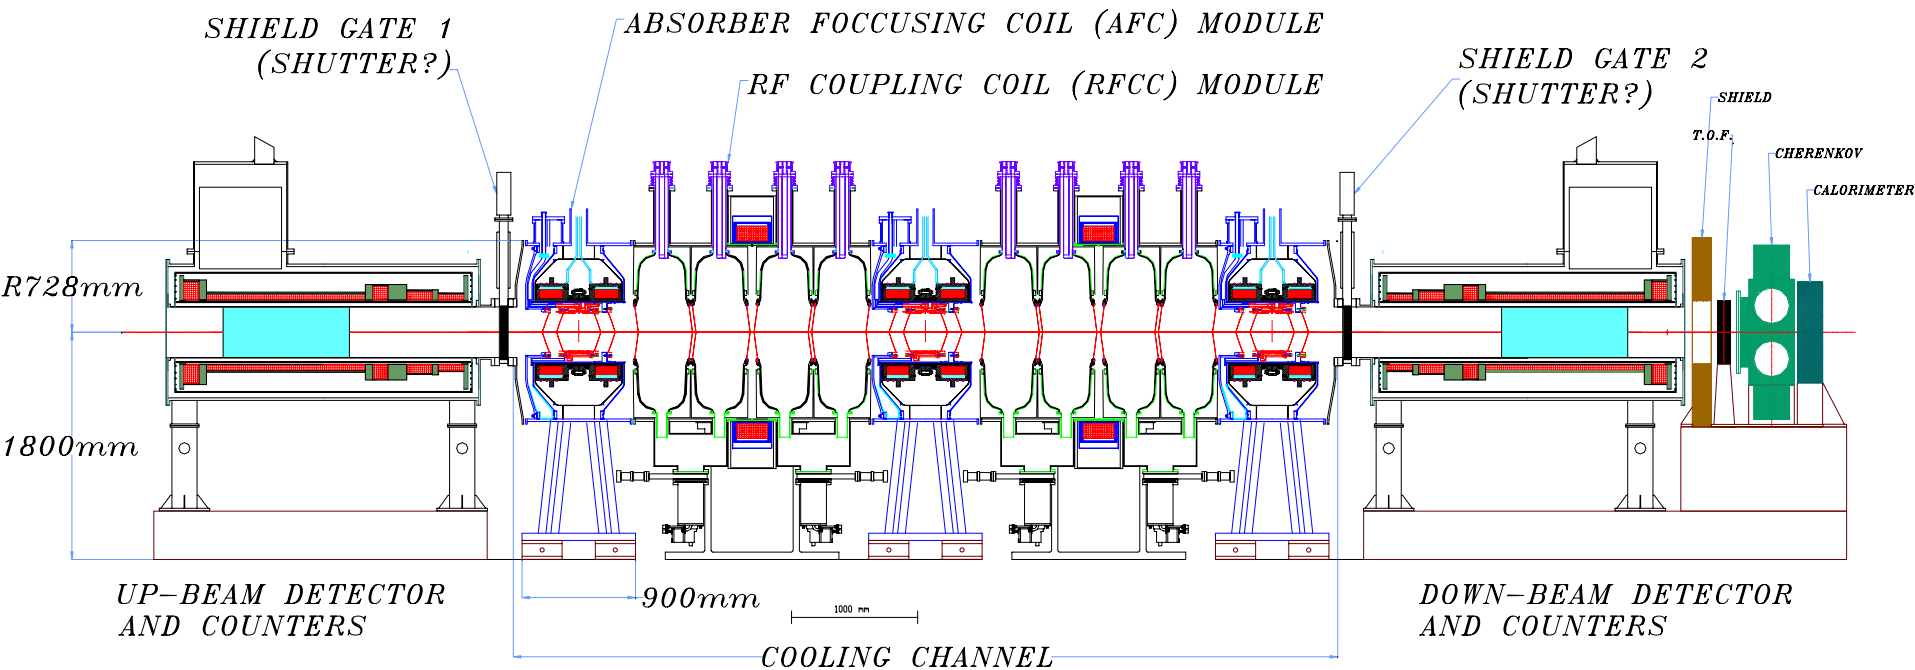 SHIELD GATE 1
(SHUTTER?)
ABSORBER FOCCUSING COIL (AFC) MODULE
RF COUPLING COIL (RFCC) MODULE
SHIELD GATE 2
(SHUTTER?)
SHIELD
T.O.F.
CHERENKOV
CALORIMETER
R728mm
1800mm
900mm
1000 mm
UP-BEAM DETECTOR
AND COUNTERS
DOWN-BEAM DETECTOR
AND COUNTERS
COOLING CHANNEL